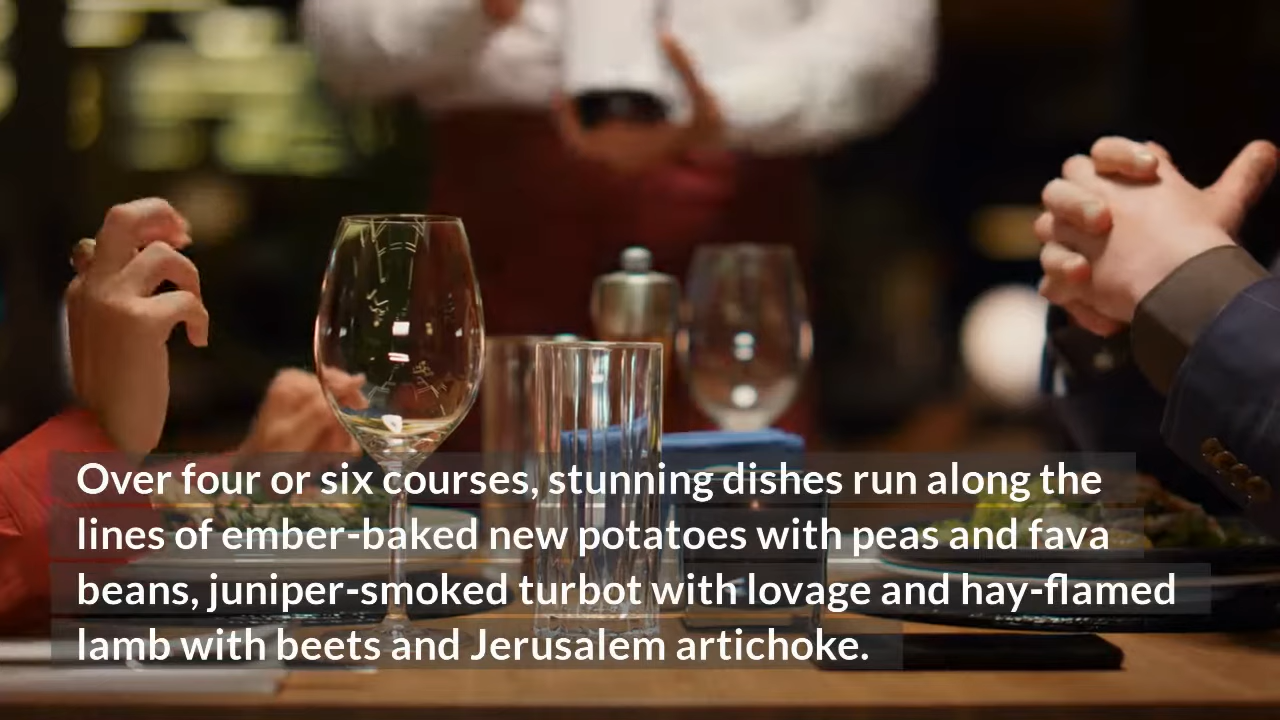 Over four or six courses, stunning dishes run along the
lines of ember-baked new potatoes with peas and fava
beans, juniper-smoked turbot with lovage and hay-flamed
lamb with beets and Jerusalem artichoke.